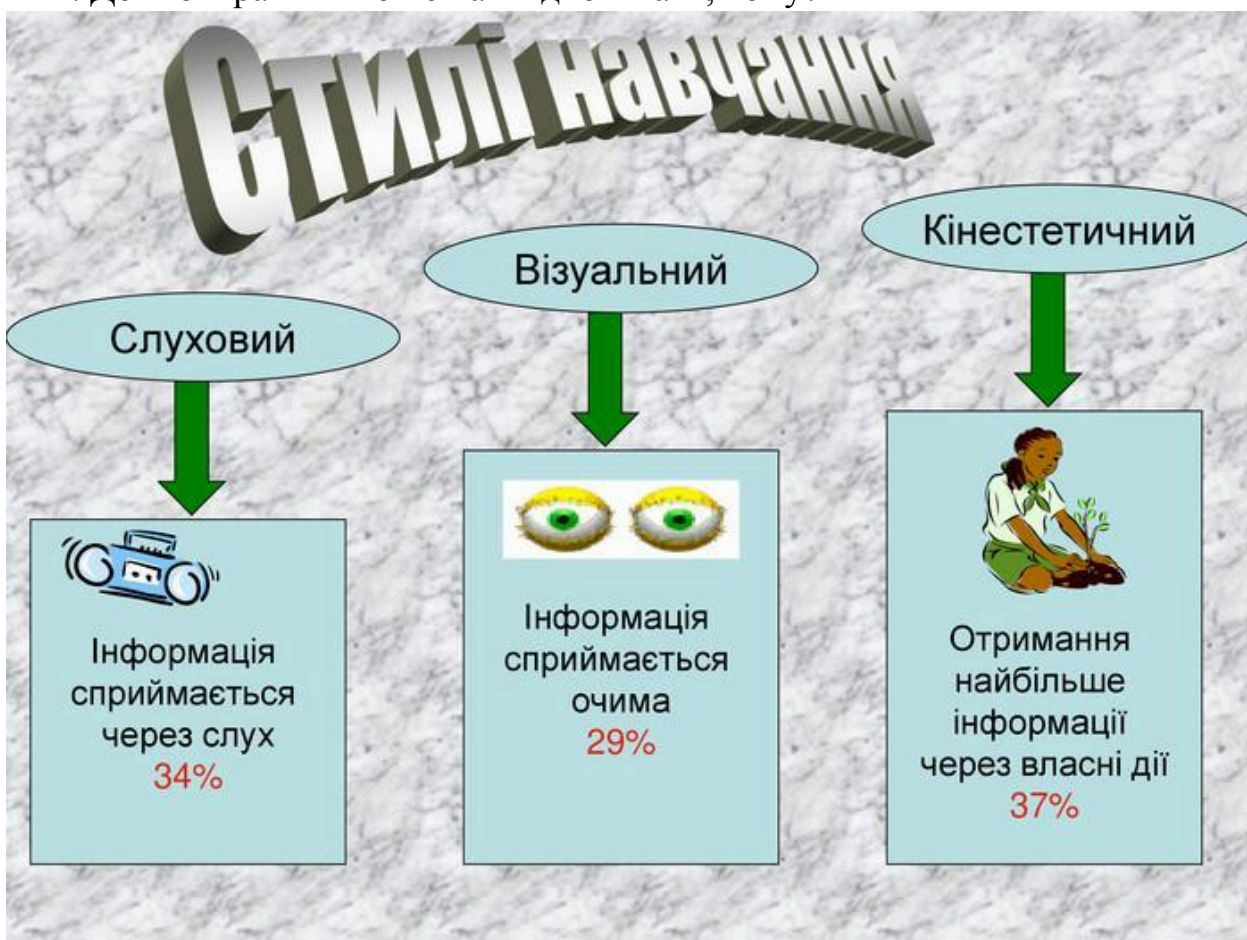 Стилі навчання
Слуховий
Візуальний
Кінестетичний
Інформація
сприймається
через слух
34%
Інформація
сприймається
очима
29%
Отримання
найбільше
інформації
через власні дії
37%